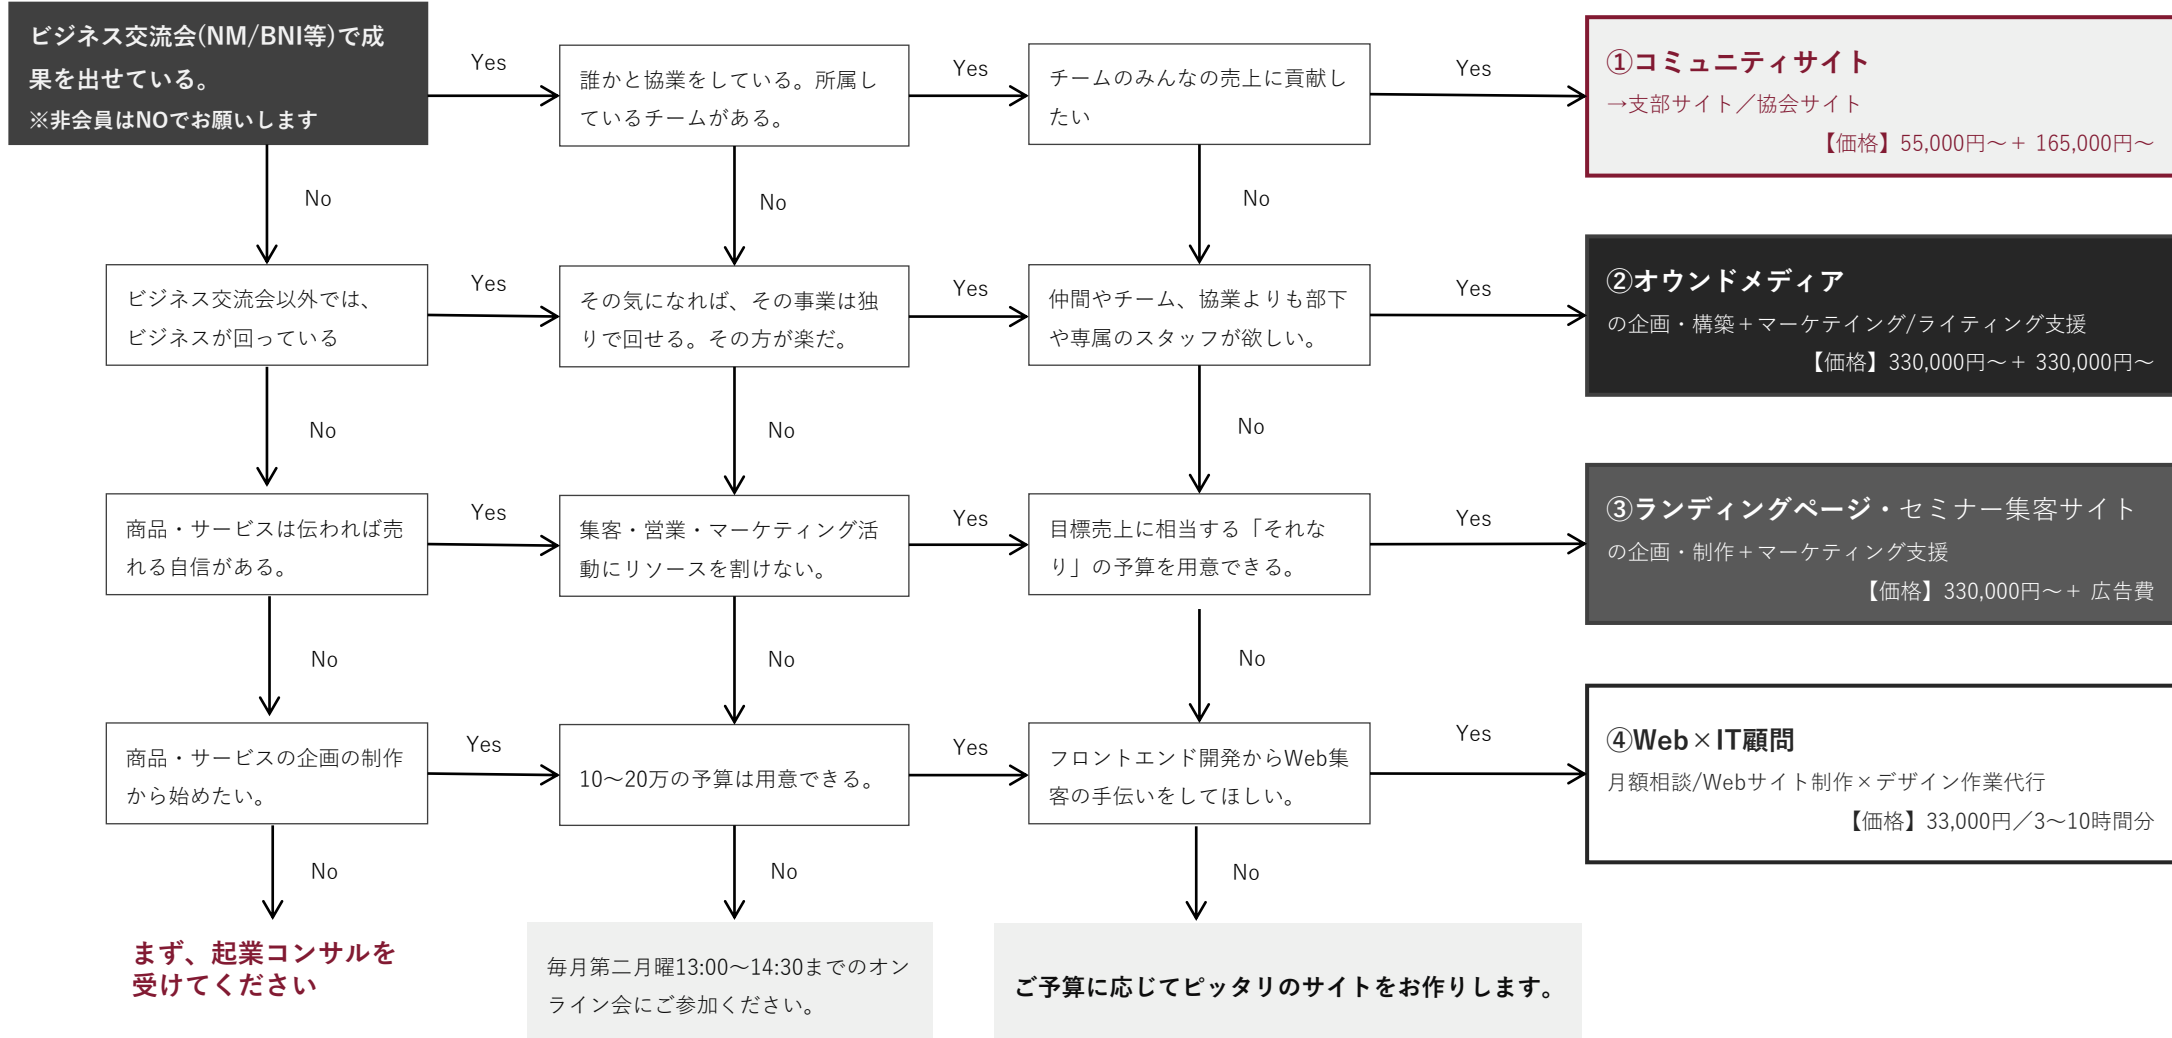 ビジネス交流会(NM/BNI等)で成
果を出せている。
※非会員はNOでお願いします
Yes
誰かと協業をしている。所属し
ているチームがある。
Yes
チームのみんなの売上に貢献し
たい
Yes
①コミュニティサイト
→支部サイト／協会サイト
【価格】55,000円～＋ 165,000円～
No
No
No
ビジネス交流会以外では、
ビジネスが回っている
Yes
その気になれば、その事業は独
りで回せる。その方が楽だ。
Yes
仲間やチーム、協業よりも部下
や専属のスタッフが欲しい。
Yes
②オウンドメディア
の企画・構築＋マーケテイング/ライティング支援
【価格】330,000円～＋ 330,000円～
No
No
No
商品・サービスは伝われば売
れる自信がある。
Yes
集客・営業・マーケティング活
動にリソースを割けない。
Yes
目標売上に相当する「それな
り」の予算を用意できる。
Yes
③ランディングページ・セミナー集客サイト
の企画・制作＋マーケティング支援
【価格】330,000円～＋ 広告費
No
No
No
商品・サービスの企画の制作
から始めたい。
Yes
10～20万の予算は用意できる。
Yes
フロントエンド開発からWeb集
客の手伝いをしてほしい。
Yes
④Web×IT顧問
月額相談/Webサイト制作×デザイン作業代行
【価格】33,000円／3～10時間分
No
No
No
まず、起業コンサルを
受けてください
毎月第二月曜13:00～14:30までのオン
ライン会にご参加ください。
ご予算に応じてピッタリのサイトをお作りします。